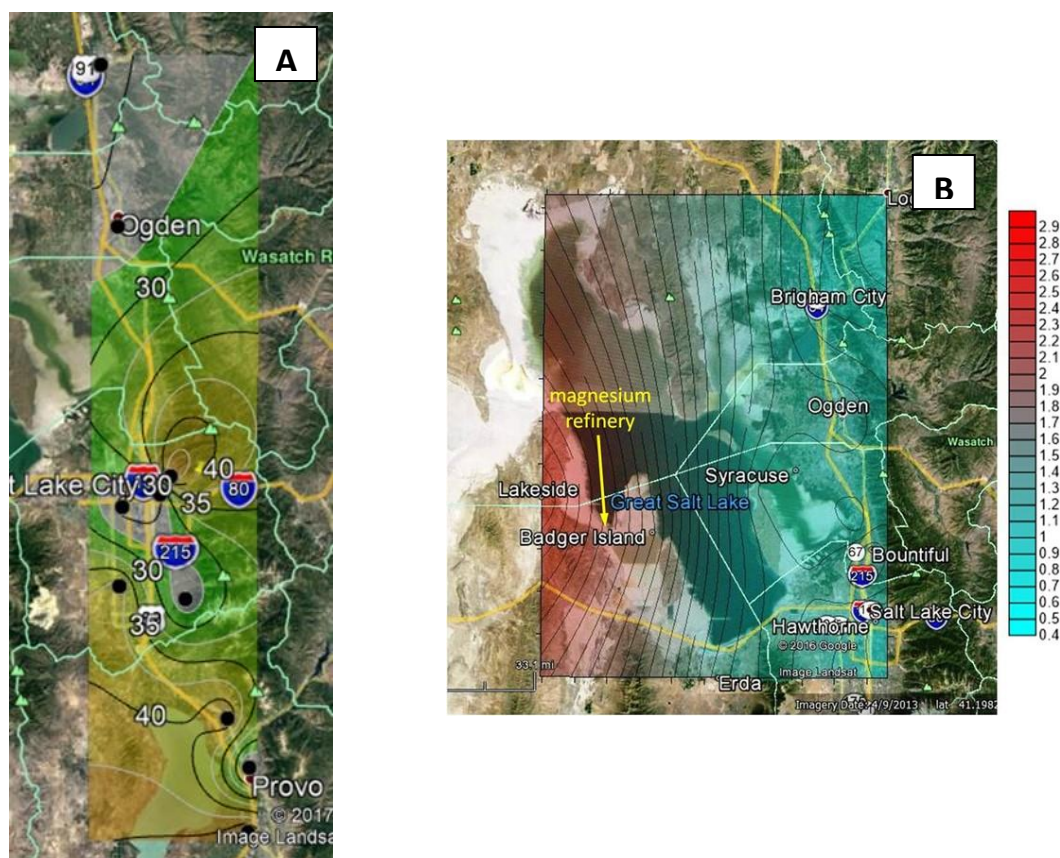 A
91
Ogden
Wasatch R
30
40
t Lake City
30
35
80
215
30
35
40
Provo
© 2017
Image Landsa
B
Brigham City
magnesium
refinery
Ogden
Wasatch
Syracuse
Lakeside
Great Salt Lake
Badger Island
67
Bountiful
215
Salt Lake City
Hawthorne
© 2016 Google
Image Landsat
33.1 mi
Erda
Imagery Date: 4/9/2013 lat 41.1982
2.9
2.8
2.7
2.6
2.5
2.4
2.3
2.2
2.1
2
1.9
1.8
1.7
1.6
1.5
1.4
1.3
1.2
1.1
1
0.9
0.8
0.7
0.6
0.5
0.4